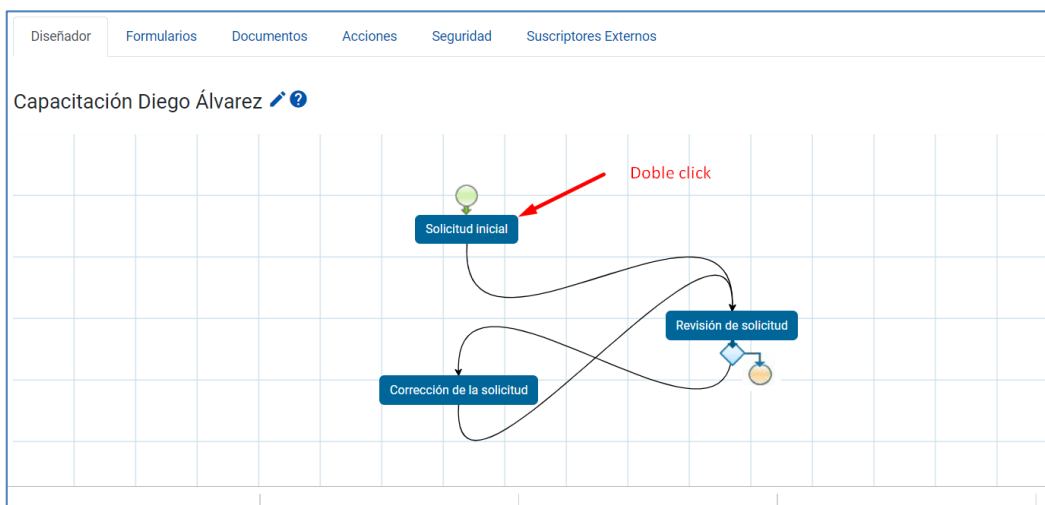 Diseñador Formularios Documentos Acciones Seguridad Suscriptores Externos
Capacitación Diego Álvarez
Doble click
Solicitud inicial
Revisión de solicitud
Corrección de la solicitud